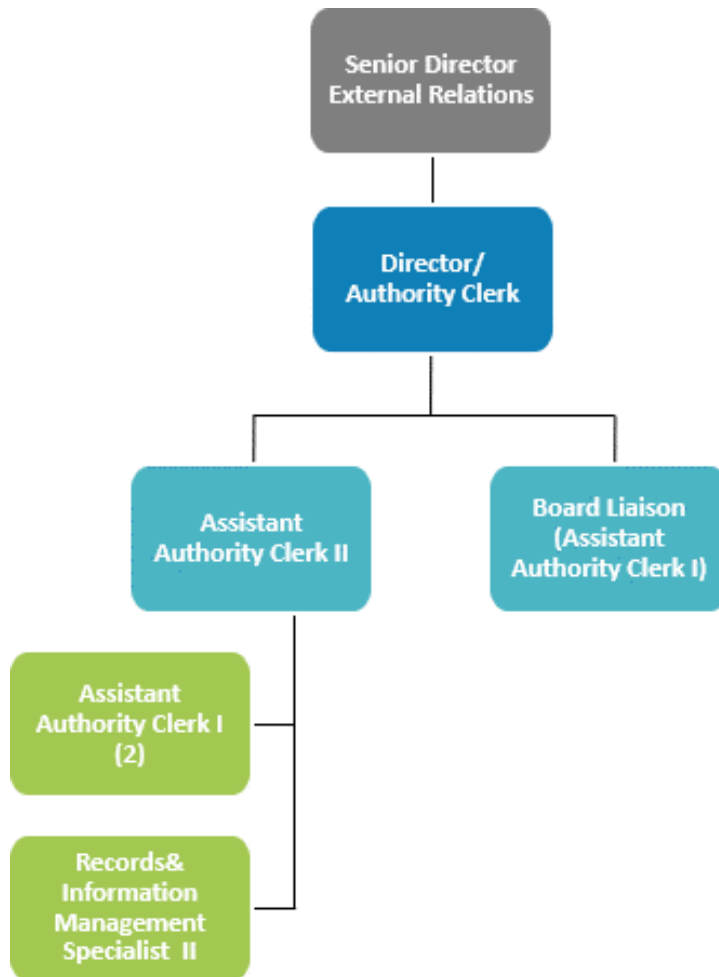 Senior Director
External Relations
Director/
Authority Clerk
Assistant
Authority Clerk II
Board Liaison
(Assistant
Authority Clerk I)
Assistant
Authority Clerk I
(2)
Records&
Information
Management
Specialist  II